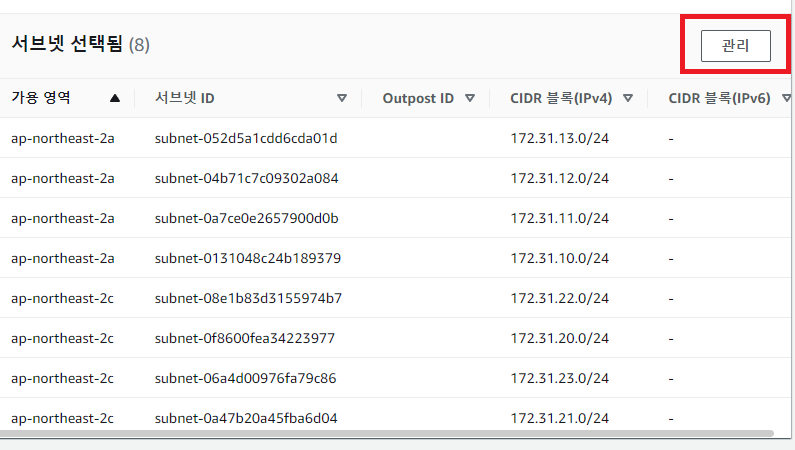 서브넷 선택됨 (8) 관리
가용 영역 서브넷 ID Outpost ID CIDR 블록(IPv4) CIDR 블록(IPv6)
ap-northeast-2a subnet-052d5a1cdd6cda01d 172.31.13.0/24 -
ap-northeast-2a subnet-04b71c7c09302a084 172.31.12.0/24 -
ap-northeast-2a subnet-0a7ce0e2657900d0b 172.31.11.0/24 -
ap-northeast-2a subnet-0131048c24b189379 172.31.10.0/24 -
ap-northeast-2c subnet-08e1b83d3155974b7 172.31.22.0/24 -
ap-northeast-2c subnet-0f8600fea34223977 172.31.20.0/24 -
ap-northeast-2c subnet-06a4d00976fa79c86 172.31.23.0/24 -
ap-northeast-2c subnet-0a47b20a45fba6d04 172.31.21.0/24 -